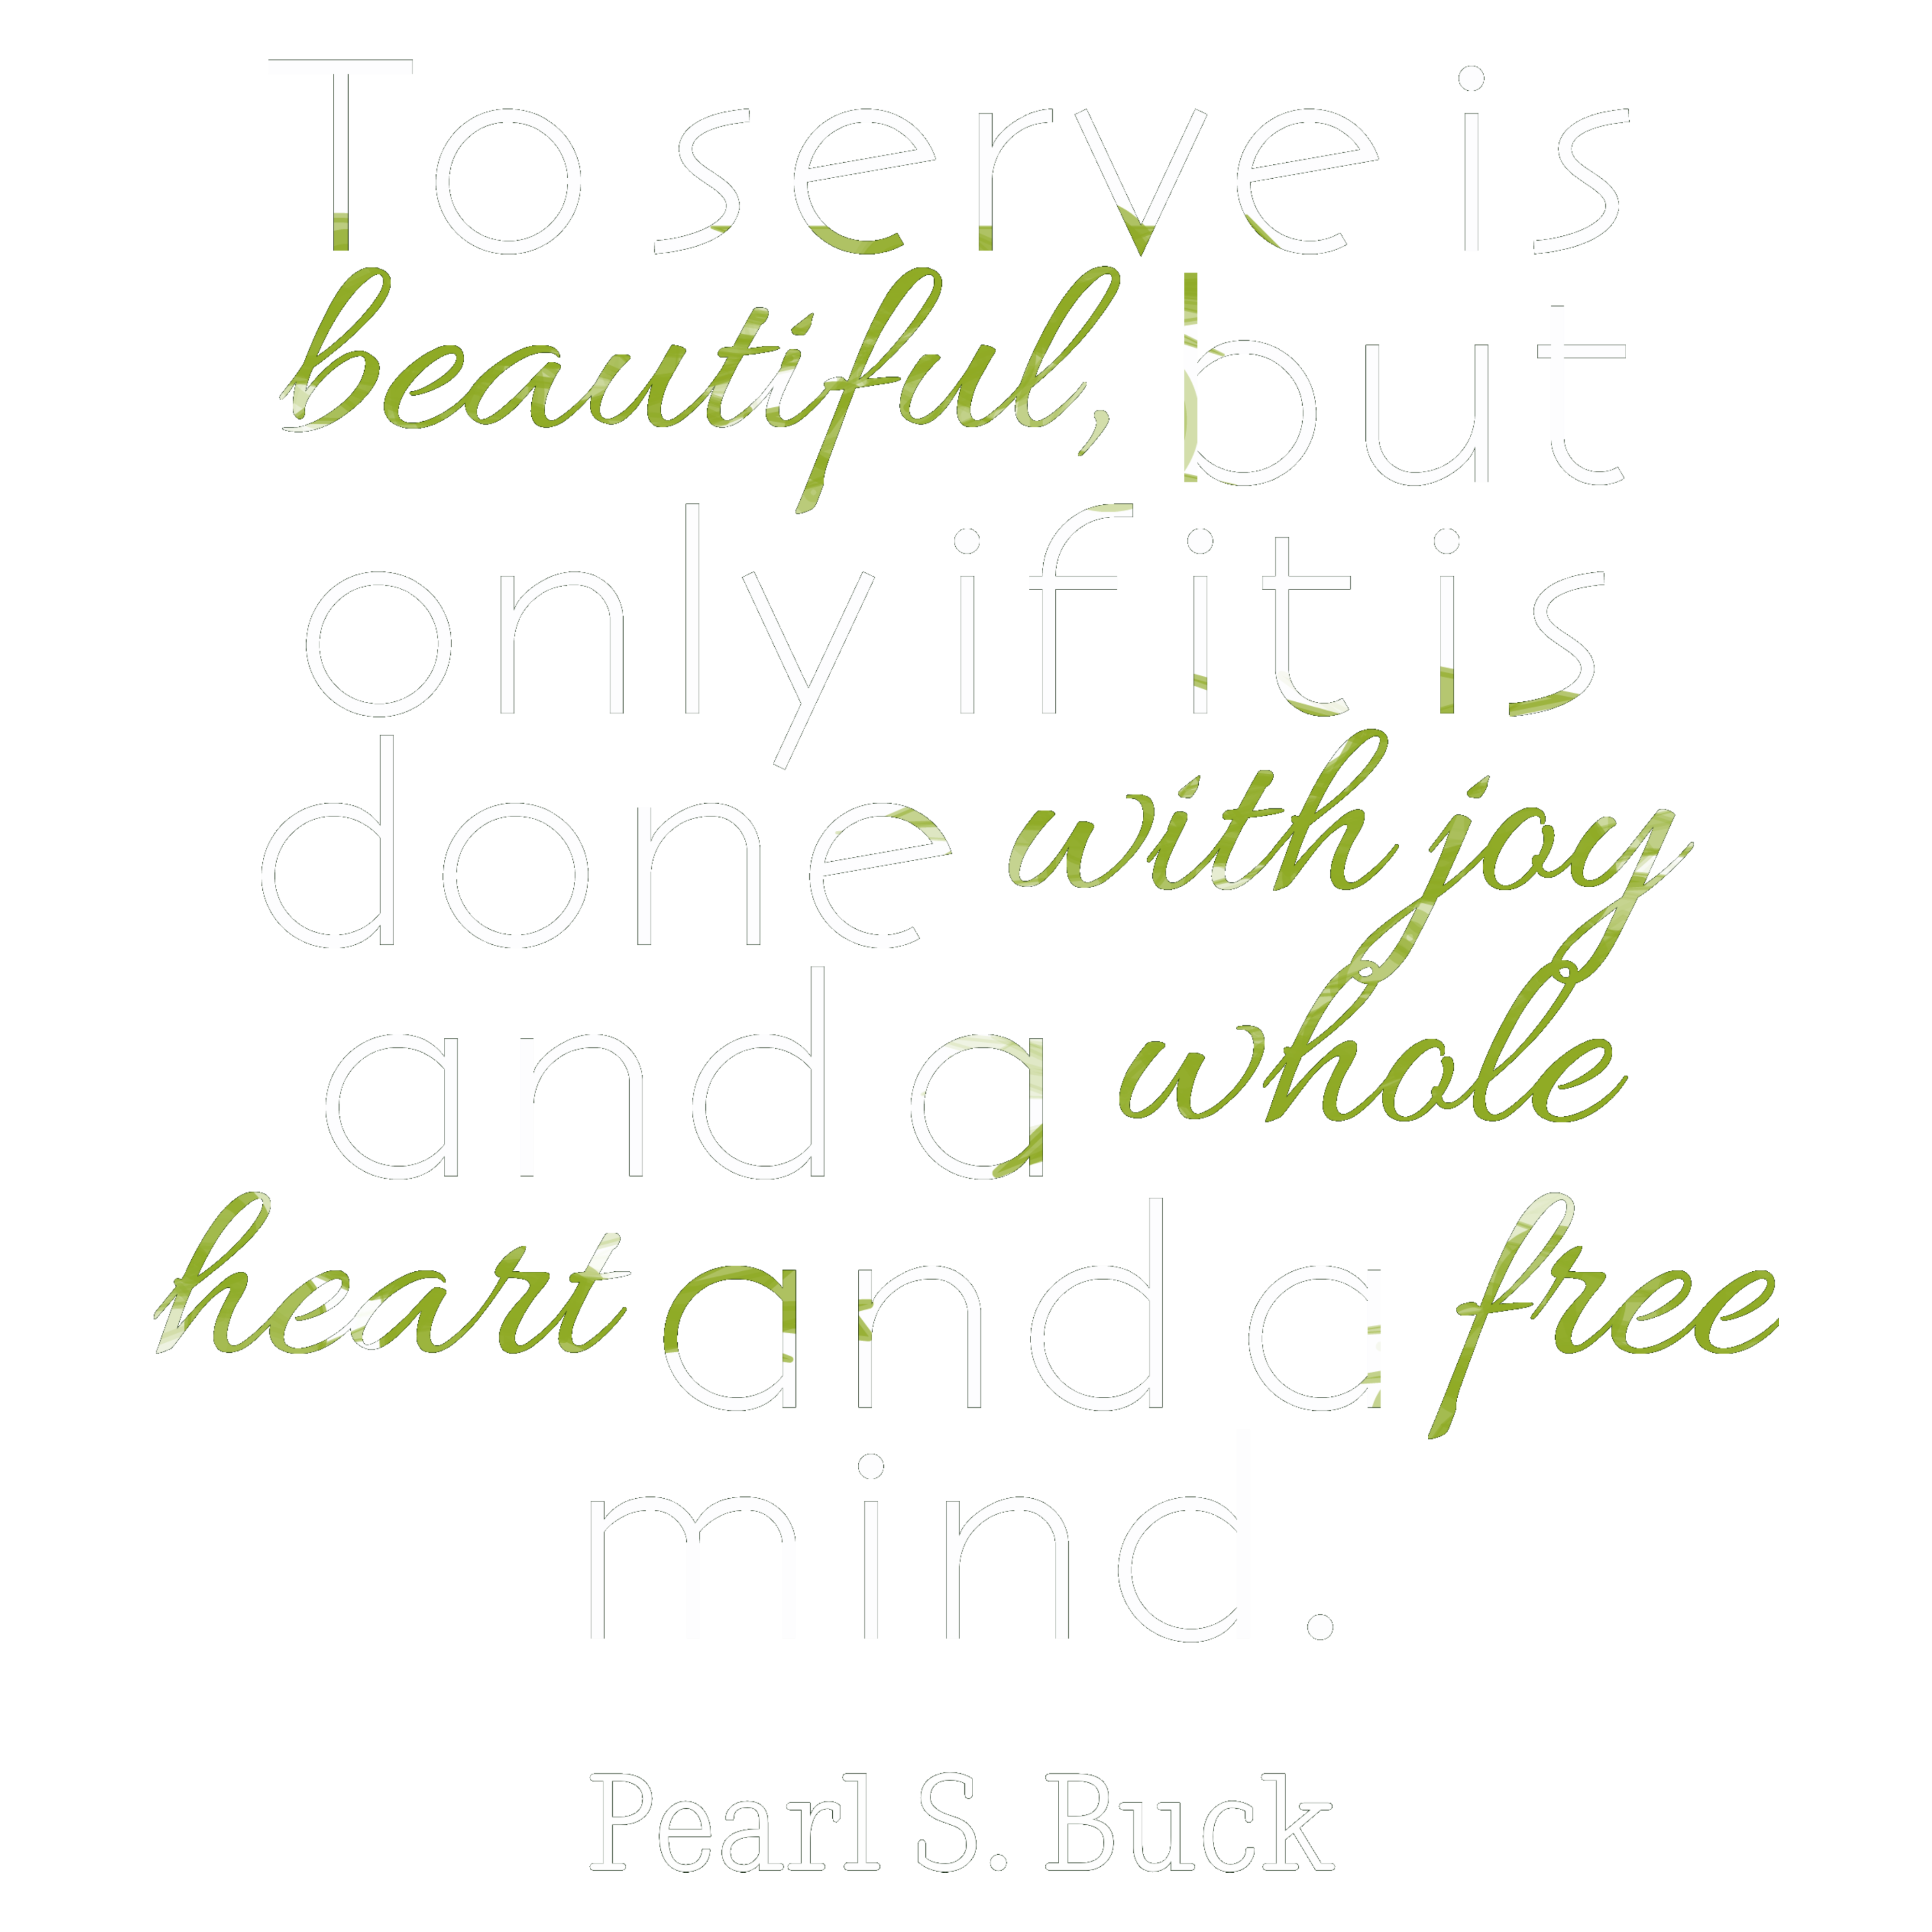 To serve is
beautiful, but
only if it is
done with joy
and a whole
heart and a free
mind.
Pearl S. Buck